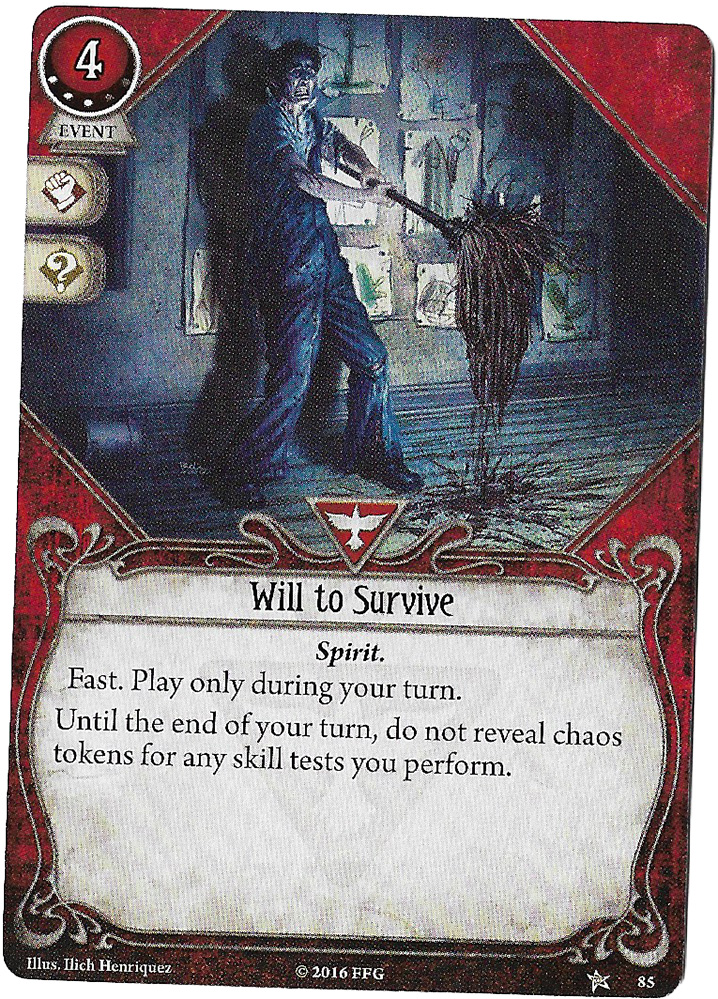 4
EVENT
Will to Survive
Spirit.
Fast. Play only during your turn.
Until the end of your turn, do not reveal chaos
tokens for any skill tests you perform.
Illus. Ilich Henriquez
© 2016 FFG
85